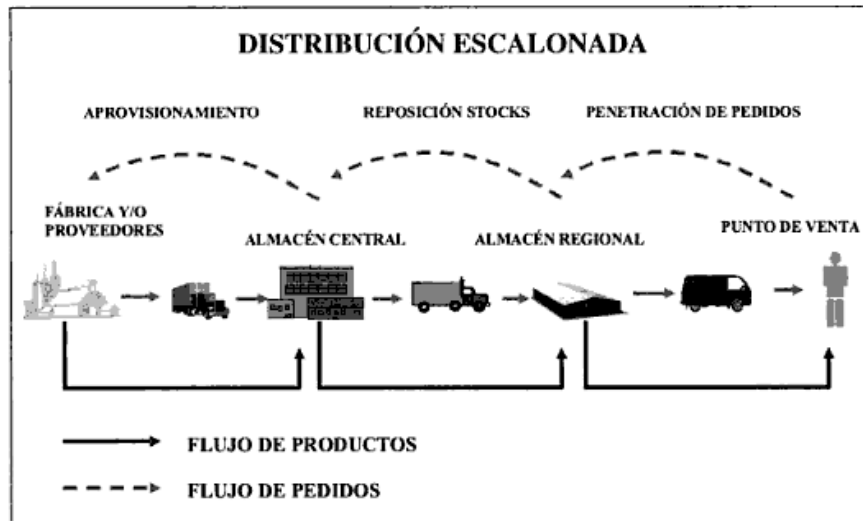 DISTRIBUCIÓN ESCALONADA
APROVISIONAMIENTO
REPOSICIÓN STOCKS
PENETRACIÓN DE PEDIDOS
FÁBRICA Y/O
PROVEEDORES
ALMACÉN CENTRAL
ALMACÉN REGIONAL
PUNTO DE VENTA
FLUJO DE PRODUCTOS
FLUJO DE PEDIDOS